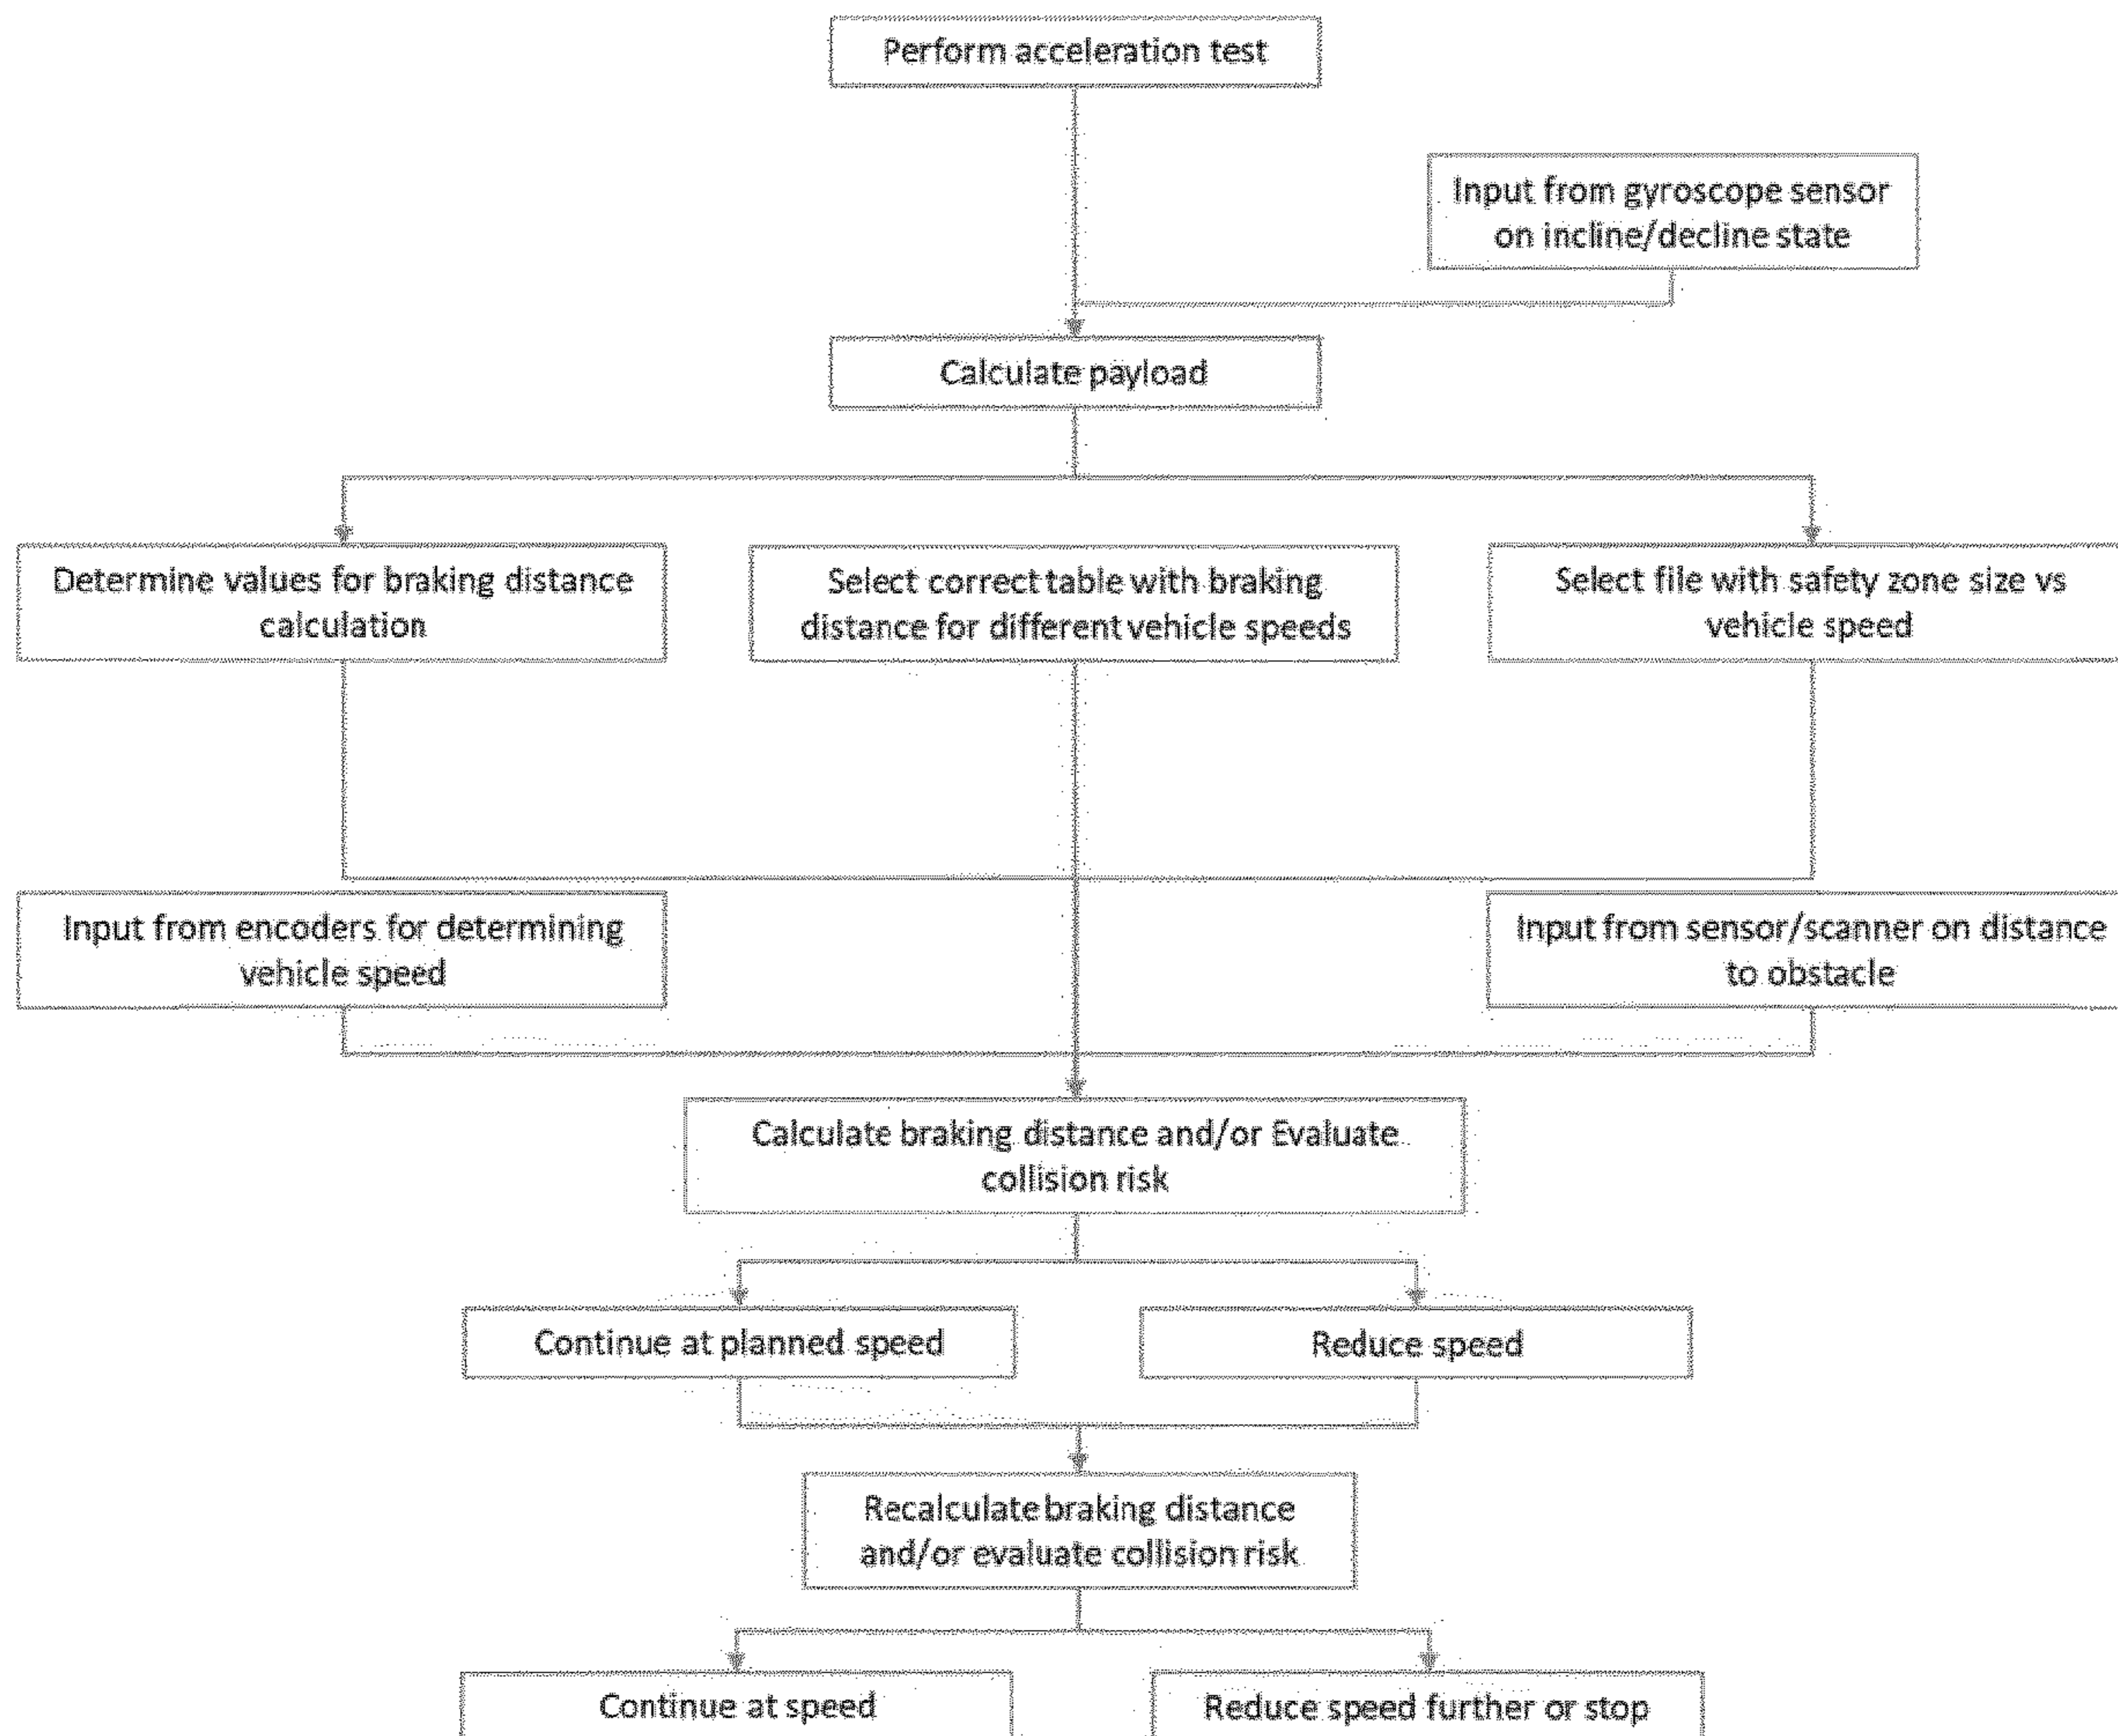 Perform acceleration test
Input from gyroscope sensor
on incline/decline state
Calculate payload
Determine values for braking distance
calculation
Select correct table with braking
distance for different vehicle speeds
Select file with safety zone size vs
vehicle speed
Input from encoders for determining
vehicle speed
Input from sensor/scanner on distance
to obstacle
Calculate braking distance and/or Evaluate
collision risk
Continue at planned speed
Reduce speed
Recalculate braking distance
and/or evaluate collision risk
Continue at speed
Reduce speed further or stop